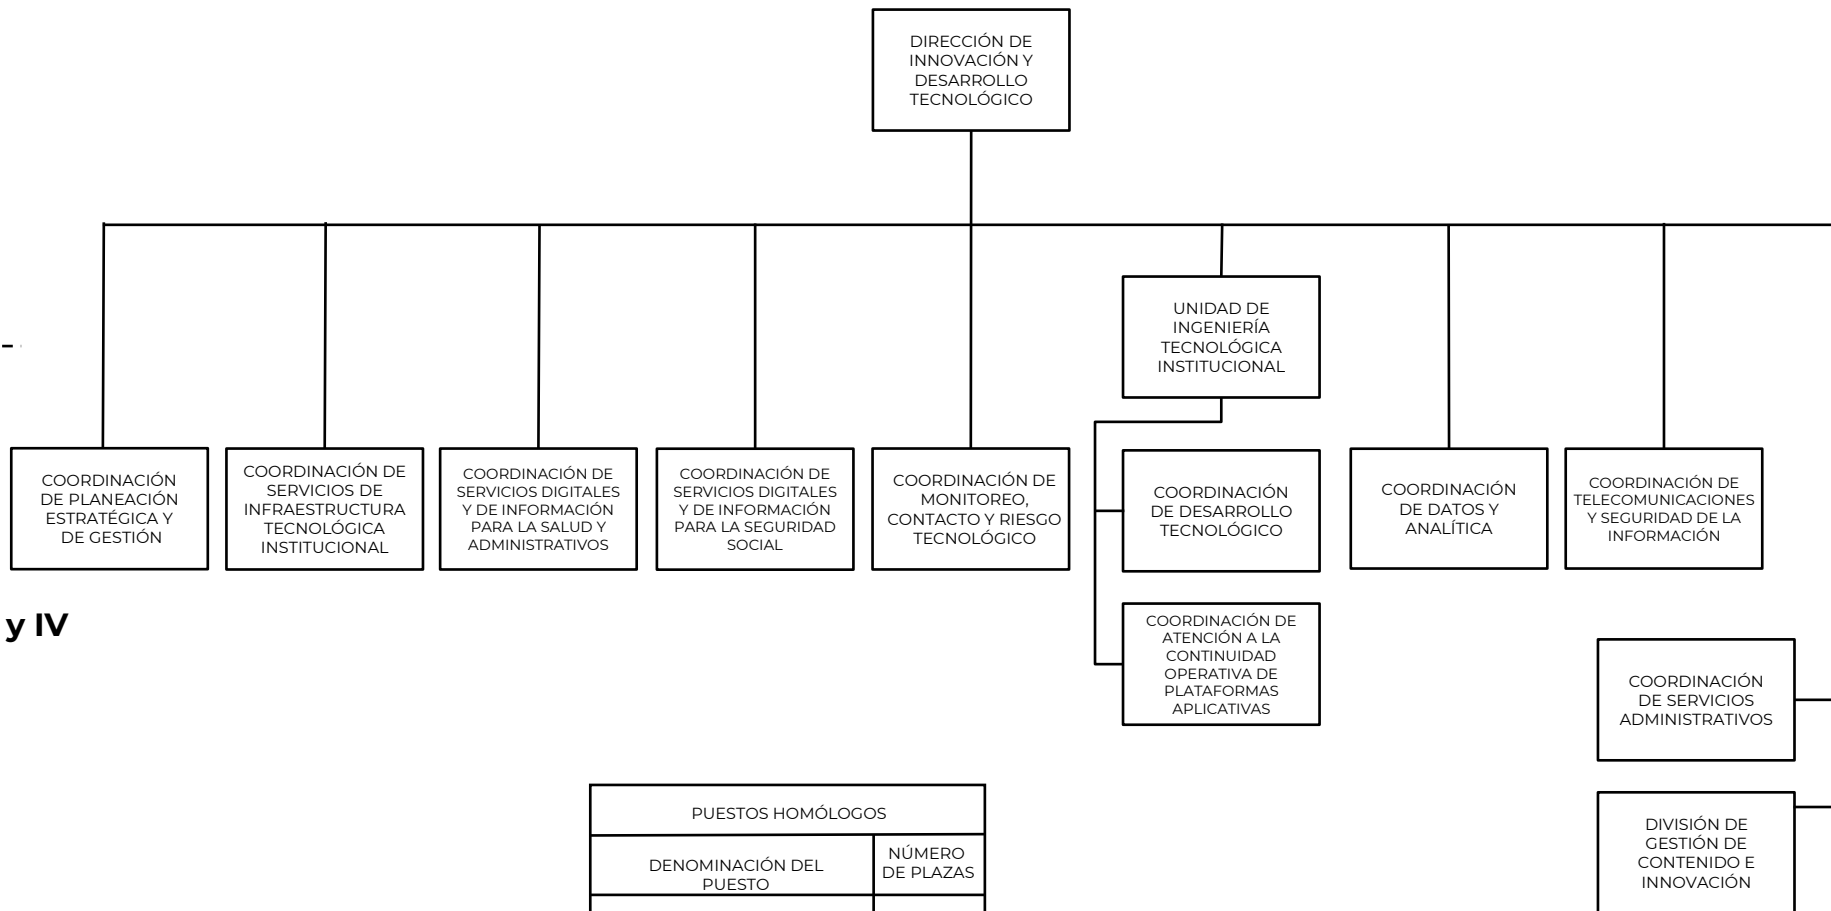 DIRECCIÓN DE
INNOVACIÓN Y
DESARROLLO
TECNOLÓGICO
UNIDAD DE
INGENIERÍA
TECNOLÓGICA
INSTITUCIONAL
COORDINACIÓN
DE PLANEACIÓN
ESTRATÉGICA Y
DE GESTIÓN
COORDINACIÓN DE
SERVICIOS DE
INFRAESTRUCTURA
TECNOLÓGICA
INSTITUCIONAL
COORDINACIÓN DE
SERVICIOS DIGITALES
Y DE INFORMACIÓN
PARA LA SALUD Y
ADMINISTRATIVOS
COORDINACIÓN DE
SERVICIOS DIGITALES
Y DE INFORMACIÓN
PARA LA SEGURIDAD
SOCIAL
COORDINACIÓN DE
MONITOREO,
CONTACTO Y RIESGO
TECNOLÓGICO
COORDINACIÓN
DE DESARROLLO
TECNOLÓGICO
COORDINACIÓN
DE DATOS Y
ANALÍTICA
COORDINACIÓN DE
TELECOMUNICACIONES
Y SEGURIDAD DE LA
INFORMACIÓN
y IV
COORDINACIÓN DE
ATENCIÓN A LA
CONTINUIDAD
OPERATIVA DE
PLATAFORMAS
APLICATIVAS
COORDINACIÓN
DE SERVICIOS
ADMINISTRATIVOS
PUESTOS HOMÓLOGOS
DENOMINACIÓN DEL
PUESTO
NÚMERO
DE PLAZAS
DIVISIÓN DE
GESTIÓN DE
CONTENIDO E
INNOVACIÓN